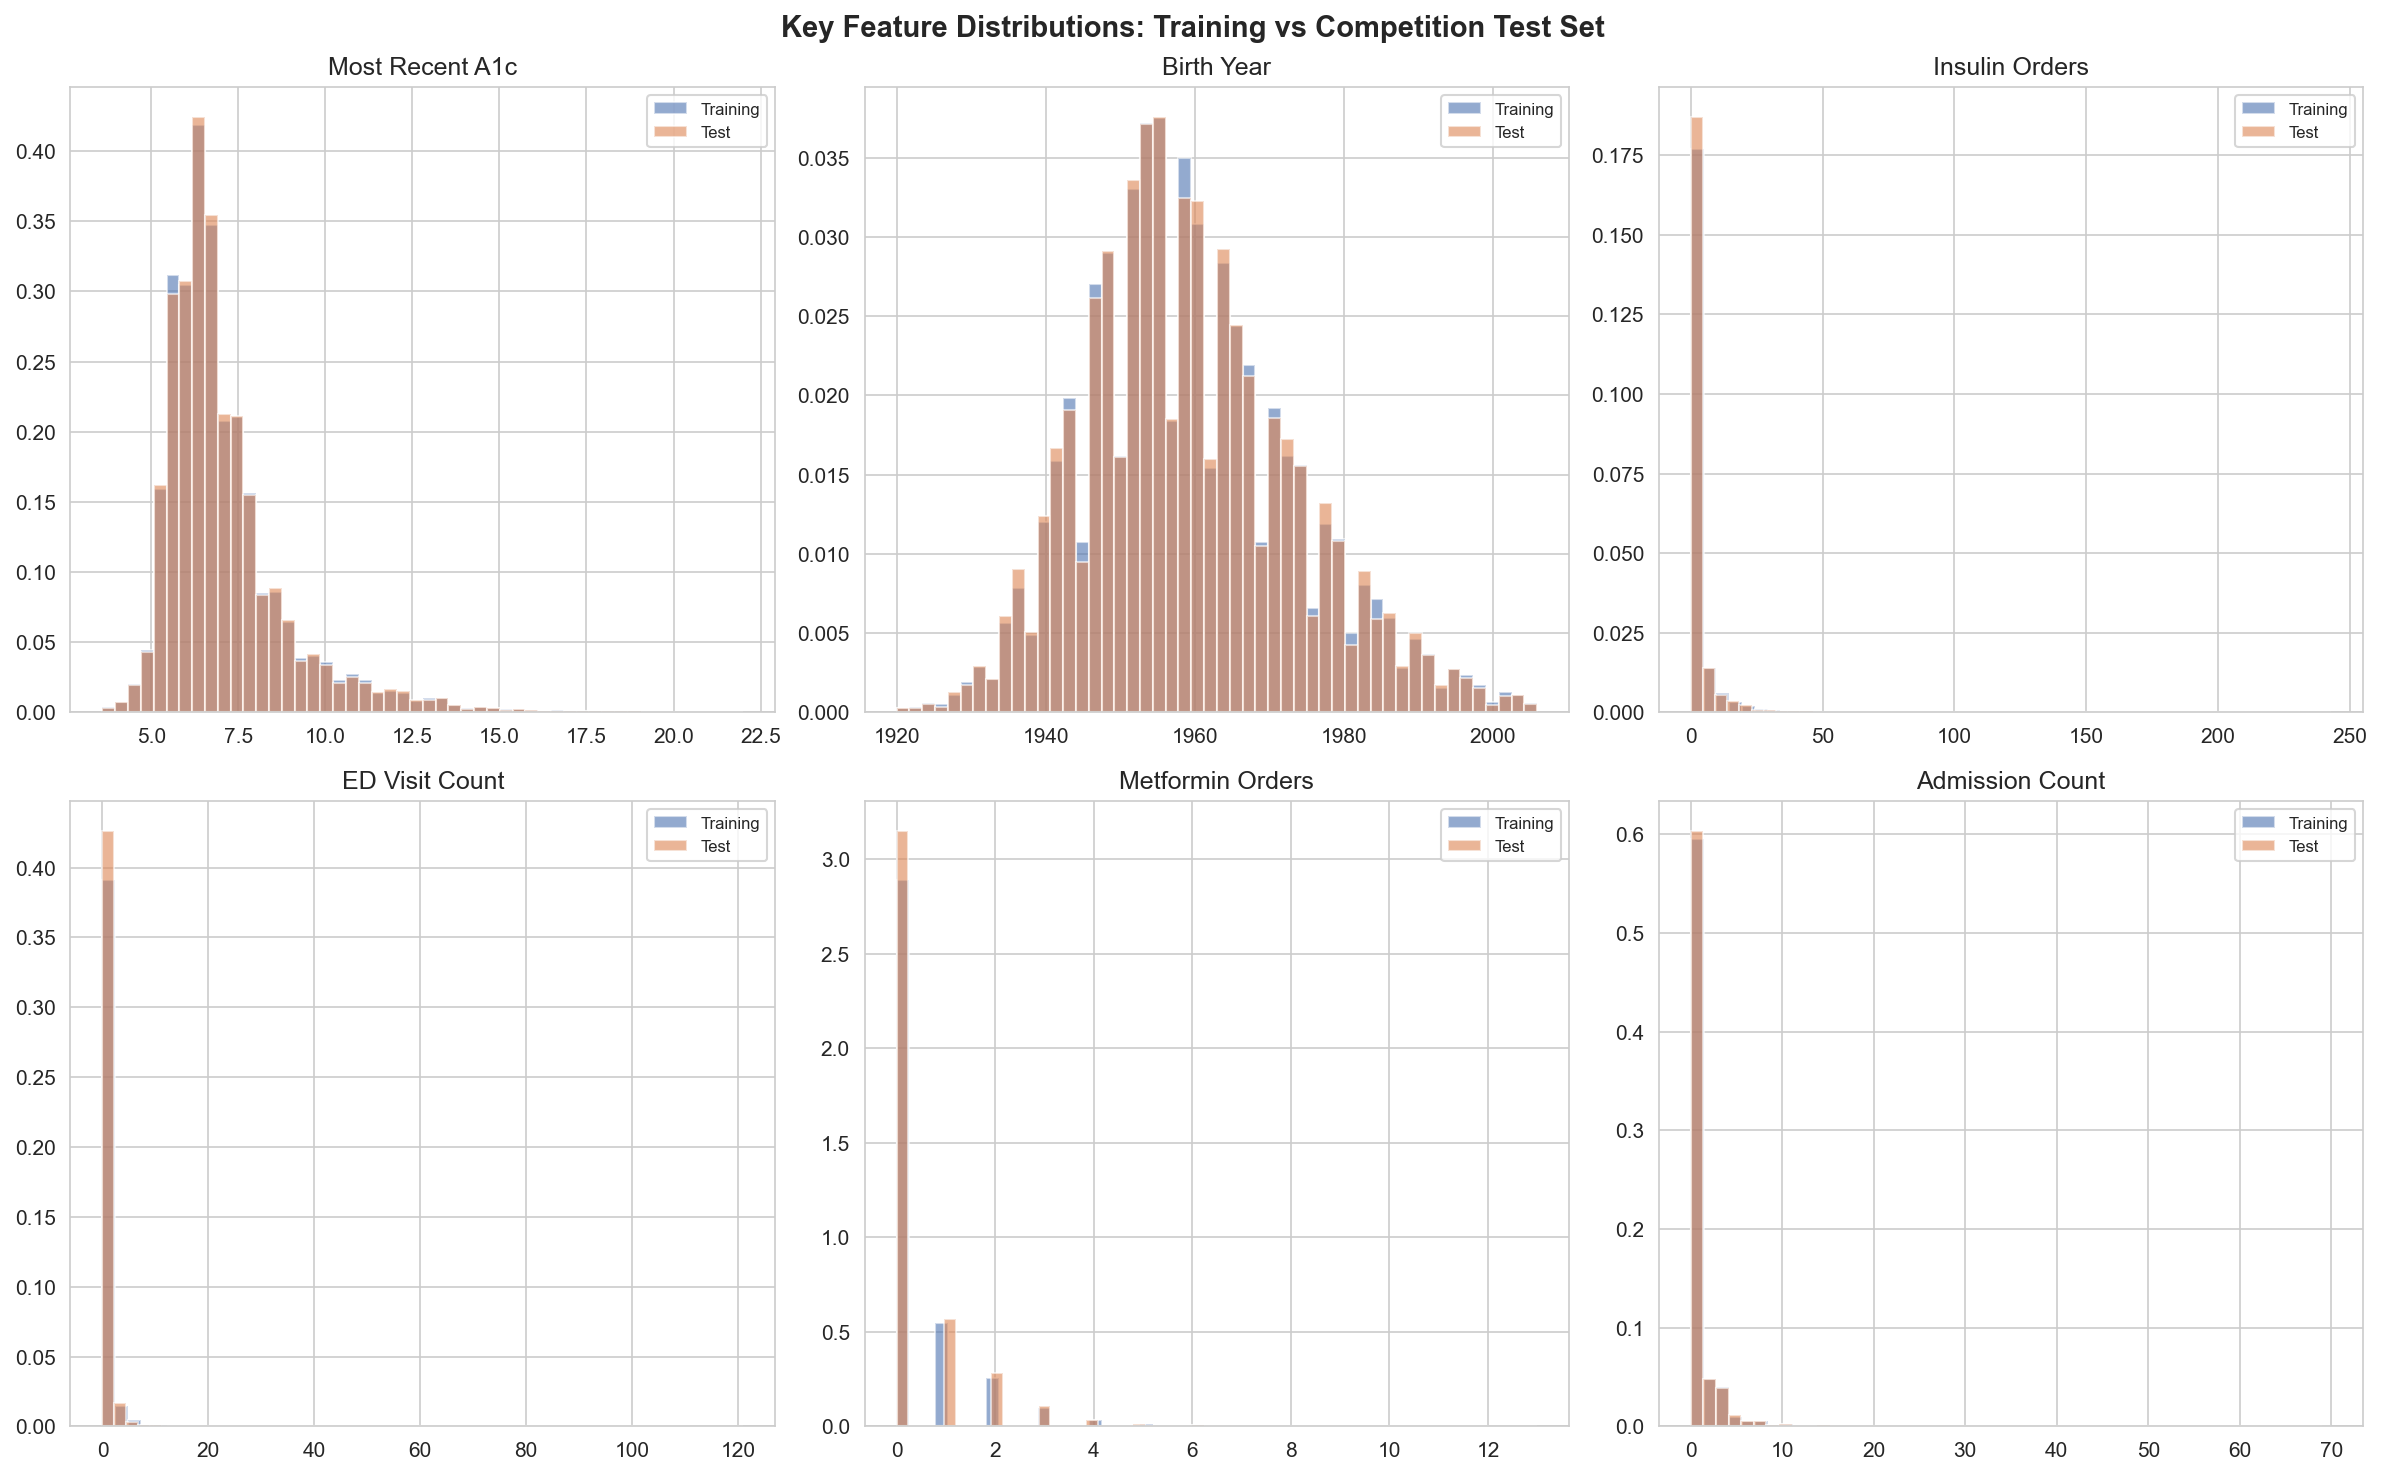 Key Feature Distributions: Training vs Competition Test Set
Most Recent A1c
Training
Test
0.40
0.35
0.30
0.25
0.20
0.15
0.10
0.05
0.00
5.0 7.5 10.0 12.5 15.0 17.5 20.0 22.5
Birth Year
Training
Test
0.035
0.030
0.025
0.020
0.015
0.010
0.005
0.000
1920 1940 1960 1980 2000
Insulin Orders
Training
Test
0.175
0.150
0.125
0.100
0.075
0.050
0.025
0.000
0 50 100 150 200 250
ED Visit Count
Training
Test
0.40
0.35
0.30
0.25
0.20
0.15
0.10
0.05
0.00
0 20 40 60 80 100 120
Metformin Orders
Training
Test
3.0
2.5
2.0
1.5
1.0
0.5
0.0
0 2 4 6 8 10 12
Admission Count
Training
Test
0.6
0.5
0.4
0.3
0.2
0.1
0.0
0 10 20 30 40 50 60 70